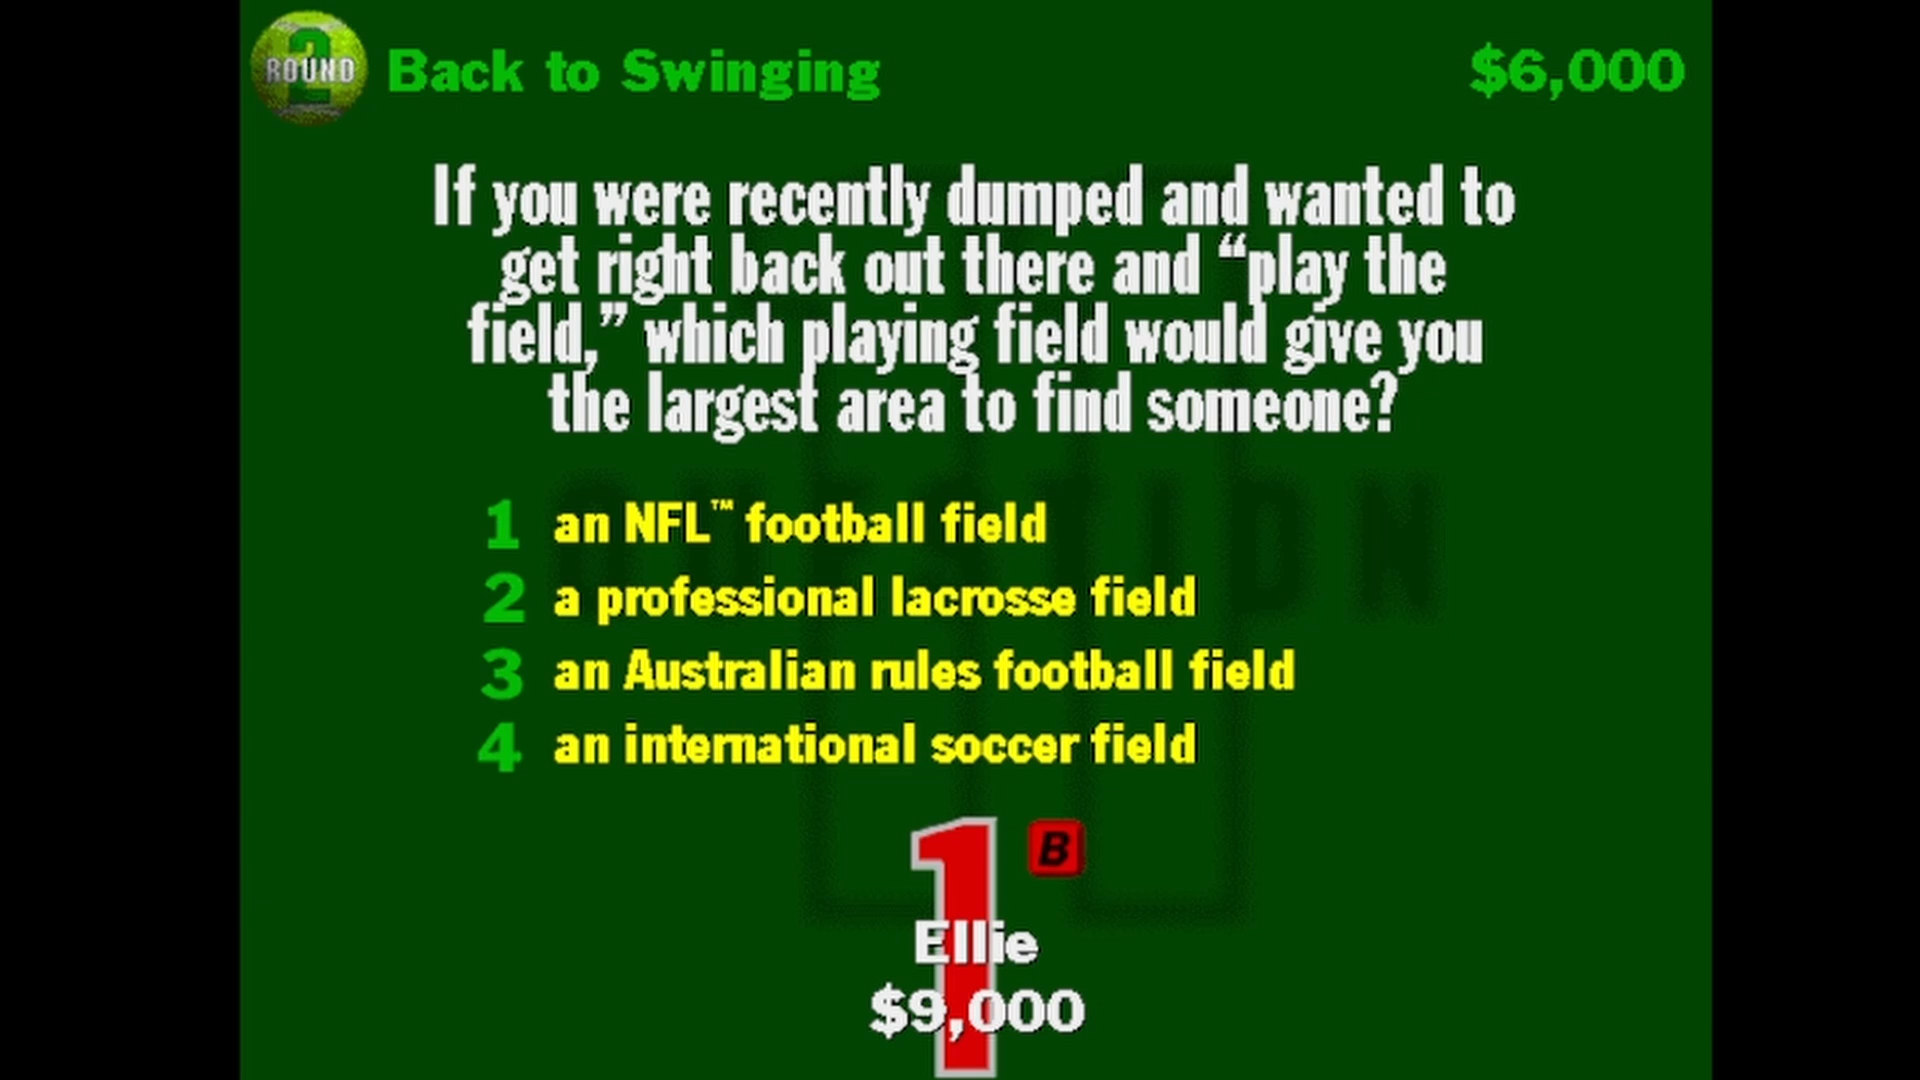 2
ROUND
Back to Swinging
$6,000
If you were recently dumped and wanted to
get right back out there and “play the
field,” which playing field would give you
the largest area to find someone?
QUESTION
1 an NFL™ football field
2 a professional lacrosse field
3 an Australian rules football field
4 an international soccer field
1
B
Ellie
$9,000